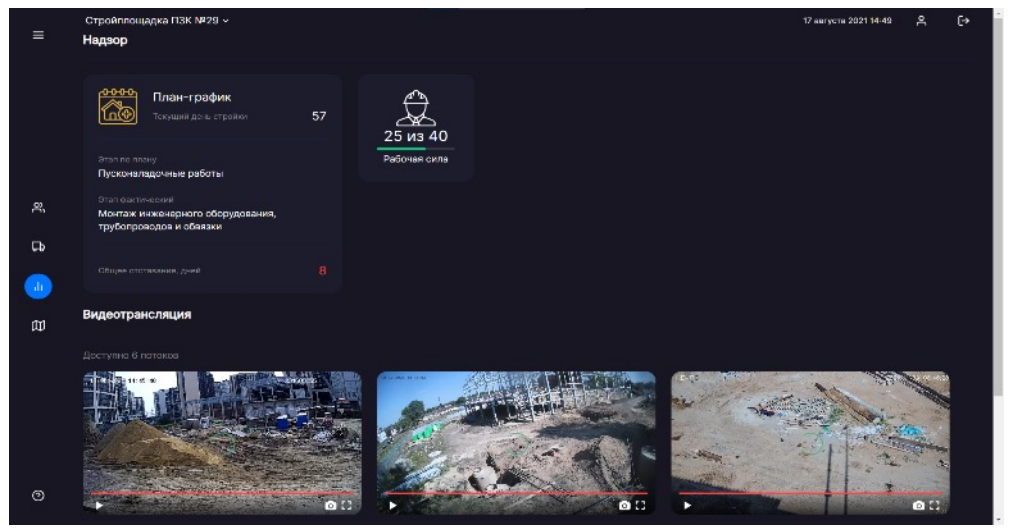 Стройплощадка ПЗК №29
17 августа 2021 14:49
Надзор
План-график
Текущий день стройки
57
25 из 40
Рабочая сила
Этап по плану
Пусконаладочные работы
Этап фактический
Монтаж инженерного оборудования,
трубопроводов и обвязки
Общее отставание, дней
8
Видеотрансляция
Доступно 6 потоков